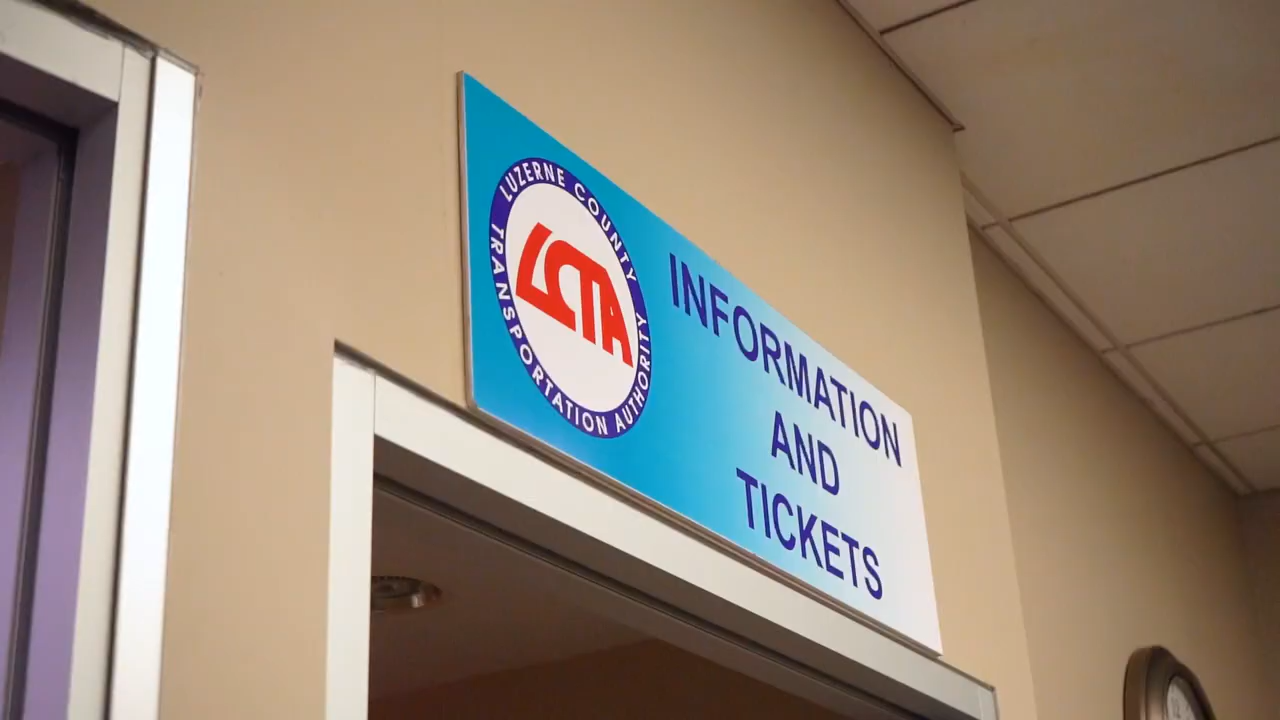 LUZERNE COUNTY
TRANSPORTATION AUTHORITY
LCTA
INFORMATION
AND
TICKETS